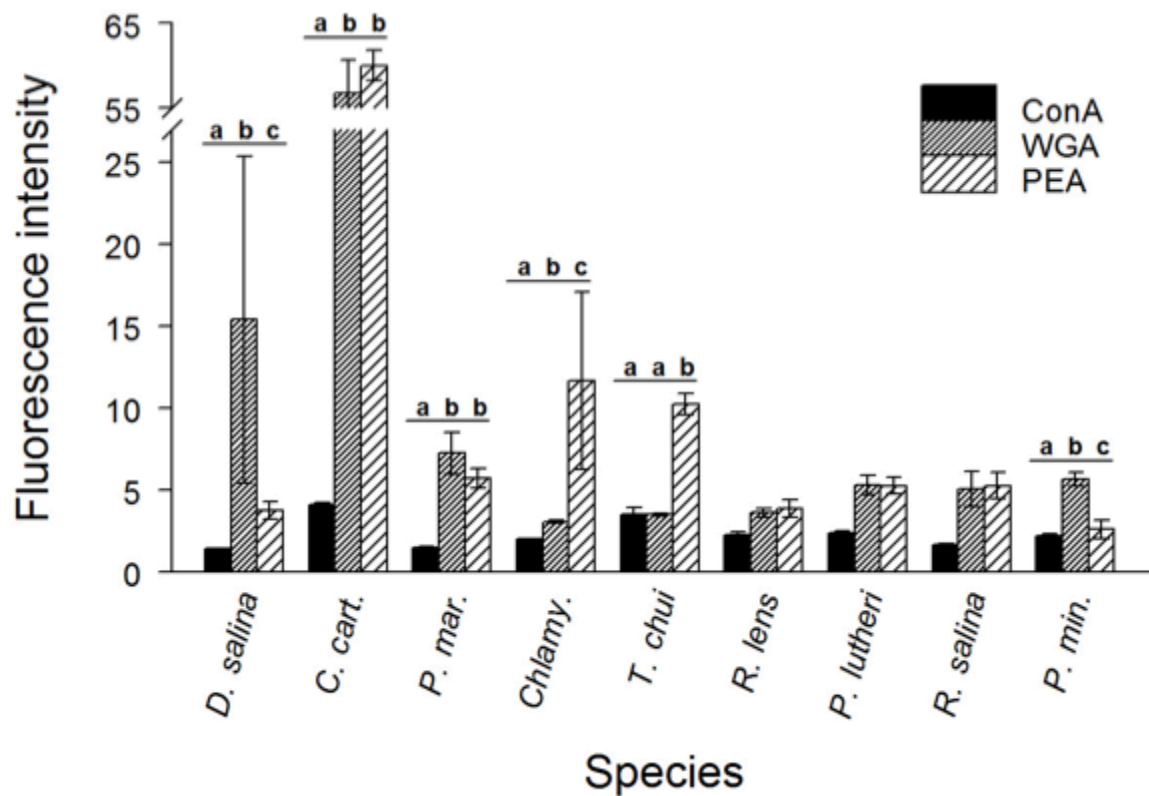 Fluorescence intensity
65
55
25
20
15
10
5
0
a b c
a b b
a b b
a b c
a a b
a b c
ConA
WGA
PEA
D. salina
C. cart.
P. mar.
Chlamy.
T. chui
R. lens
P. lutheri
R. salina
P. min.
Species